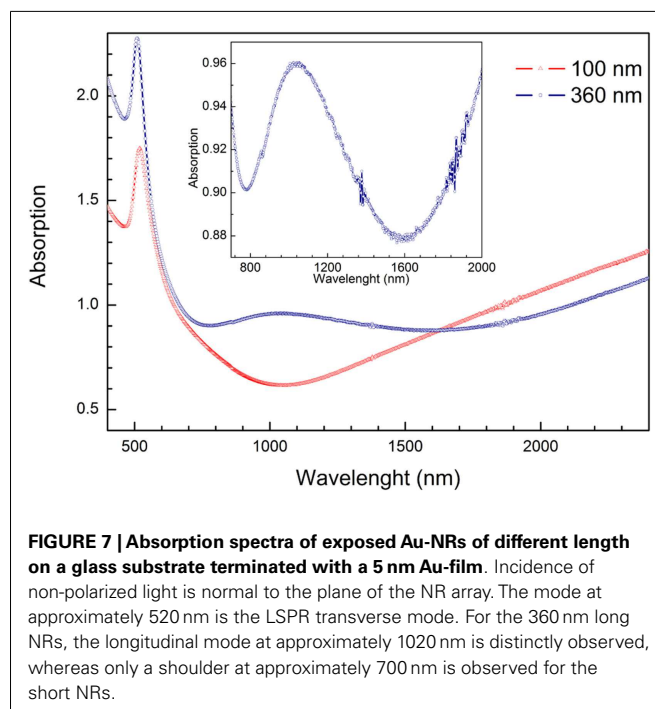 2.0
1.5
1.0
0.5
Absorption
500
1000
1500
2000
Wavelenght (nm)
0.96
0.94
0.92
0.90
0.88
Absorption
800
1200
1600
2000
Wavelenght (nm)
100 nm
360 nm
FIGURE 7 | Absorption spectra of exposed Au-NRs of different length
on a glass substrate terminated with a 5 nm Au-film. Incidence of
non-polarized light is normal to the plane of the NR array. The mode at
approximately 520 nm is the LSPR transverse mode. For the 360 nm long
NRs, the longitudinal mode at approximately 1020 nm is distinctly observed,
whereas only a shoulder at approximately 700 nm is observed for the
short NRs.